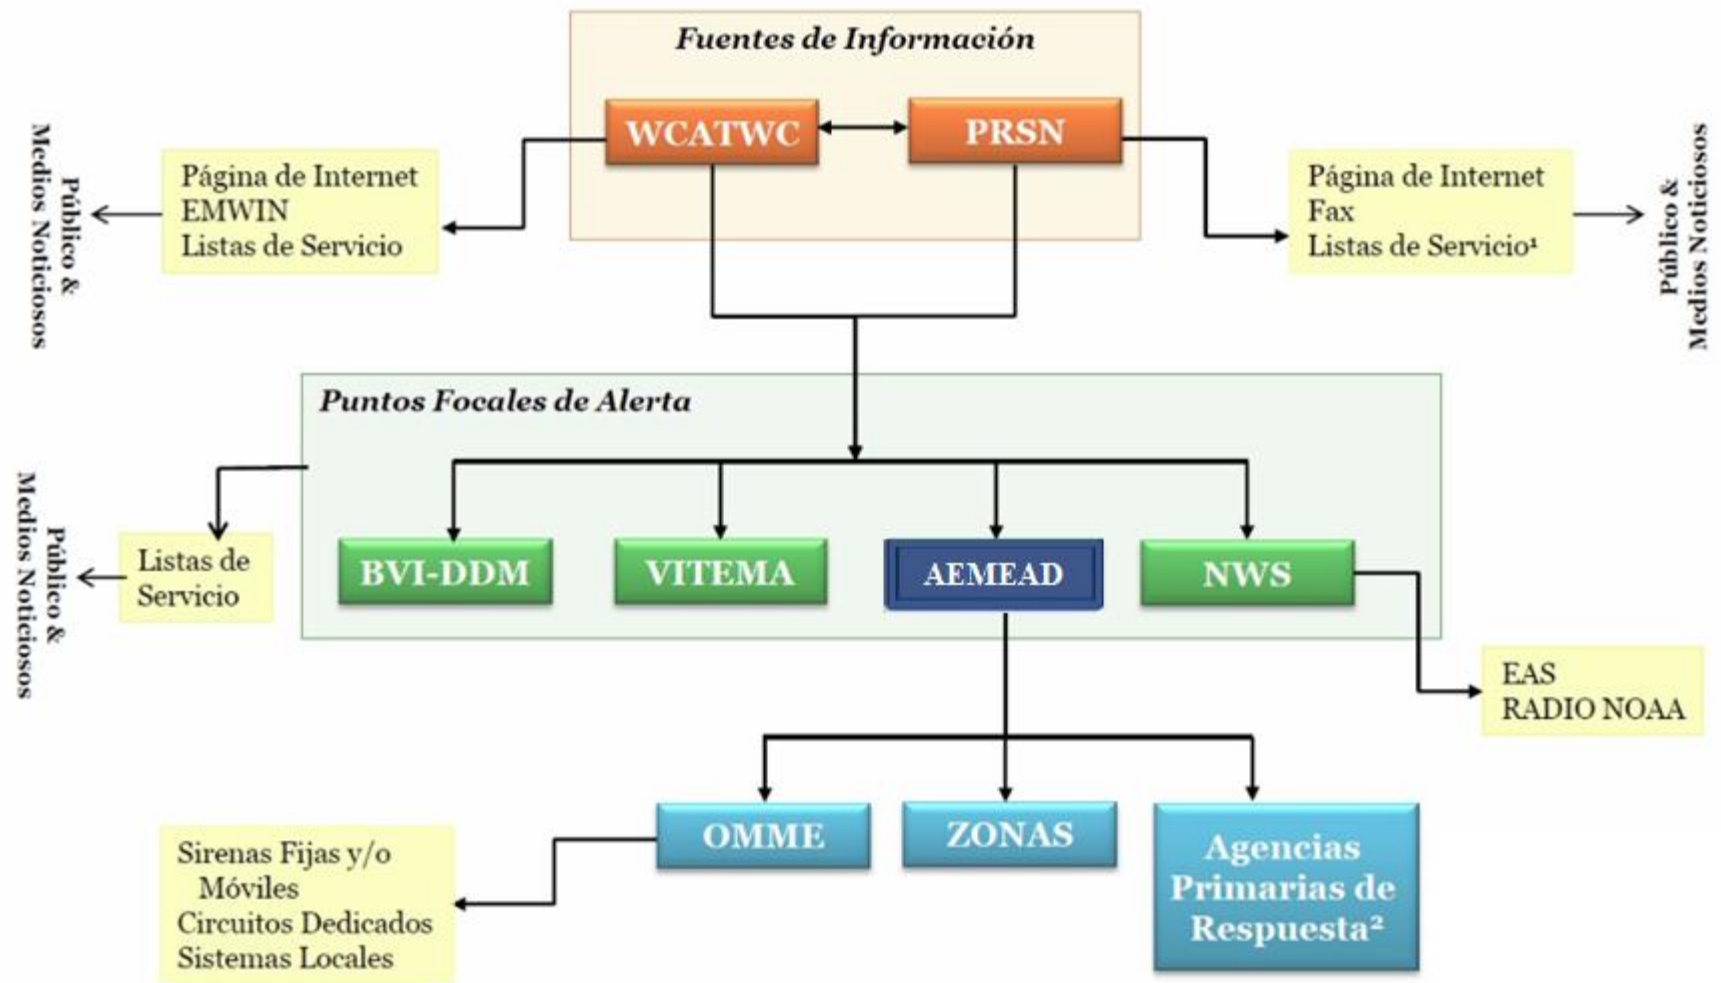 Fuentes de Información
WCATWC
PRSN
Público &
Medios Noticiosos
Página de Internet
EMWIN
Listas de Servicio
Página de Internet
Fax
Listas de Servicio¹
Público &
Medios Noticiosos
Puntos Focales de Alerta
Público &
Medios Noticiosos
Listas de
Servicio
BVI-DDM
VITEMA
AEMEAD
NWS
EAS
RADIO NOAA
OMME
ZONAS
Agencias
Primarias de
Respuesta²
Sirenas Fijas y/o
Móviles
Circuitos Dedicados
Sistemas Locales